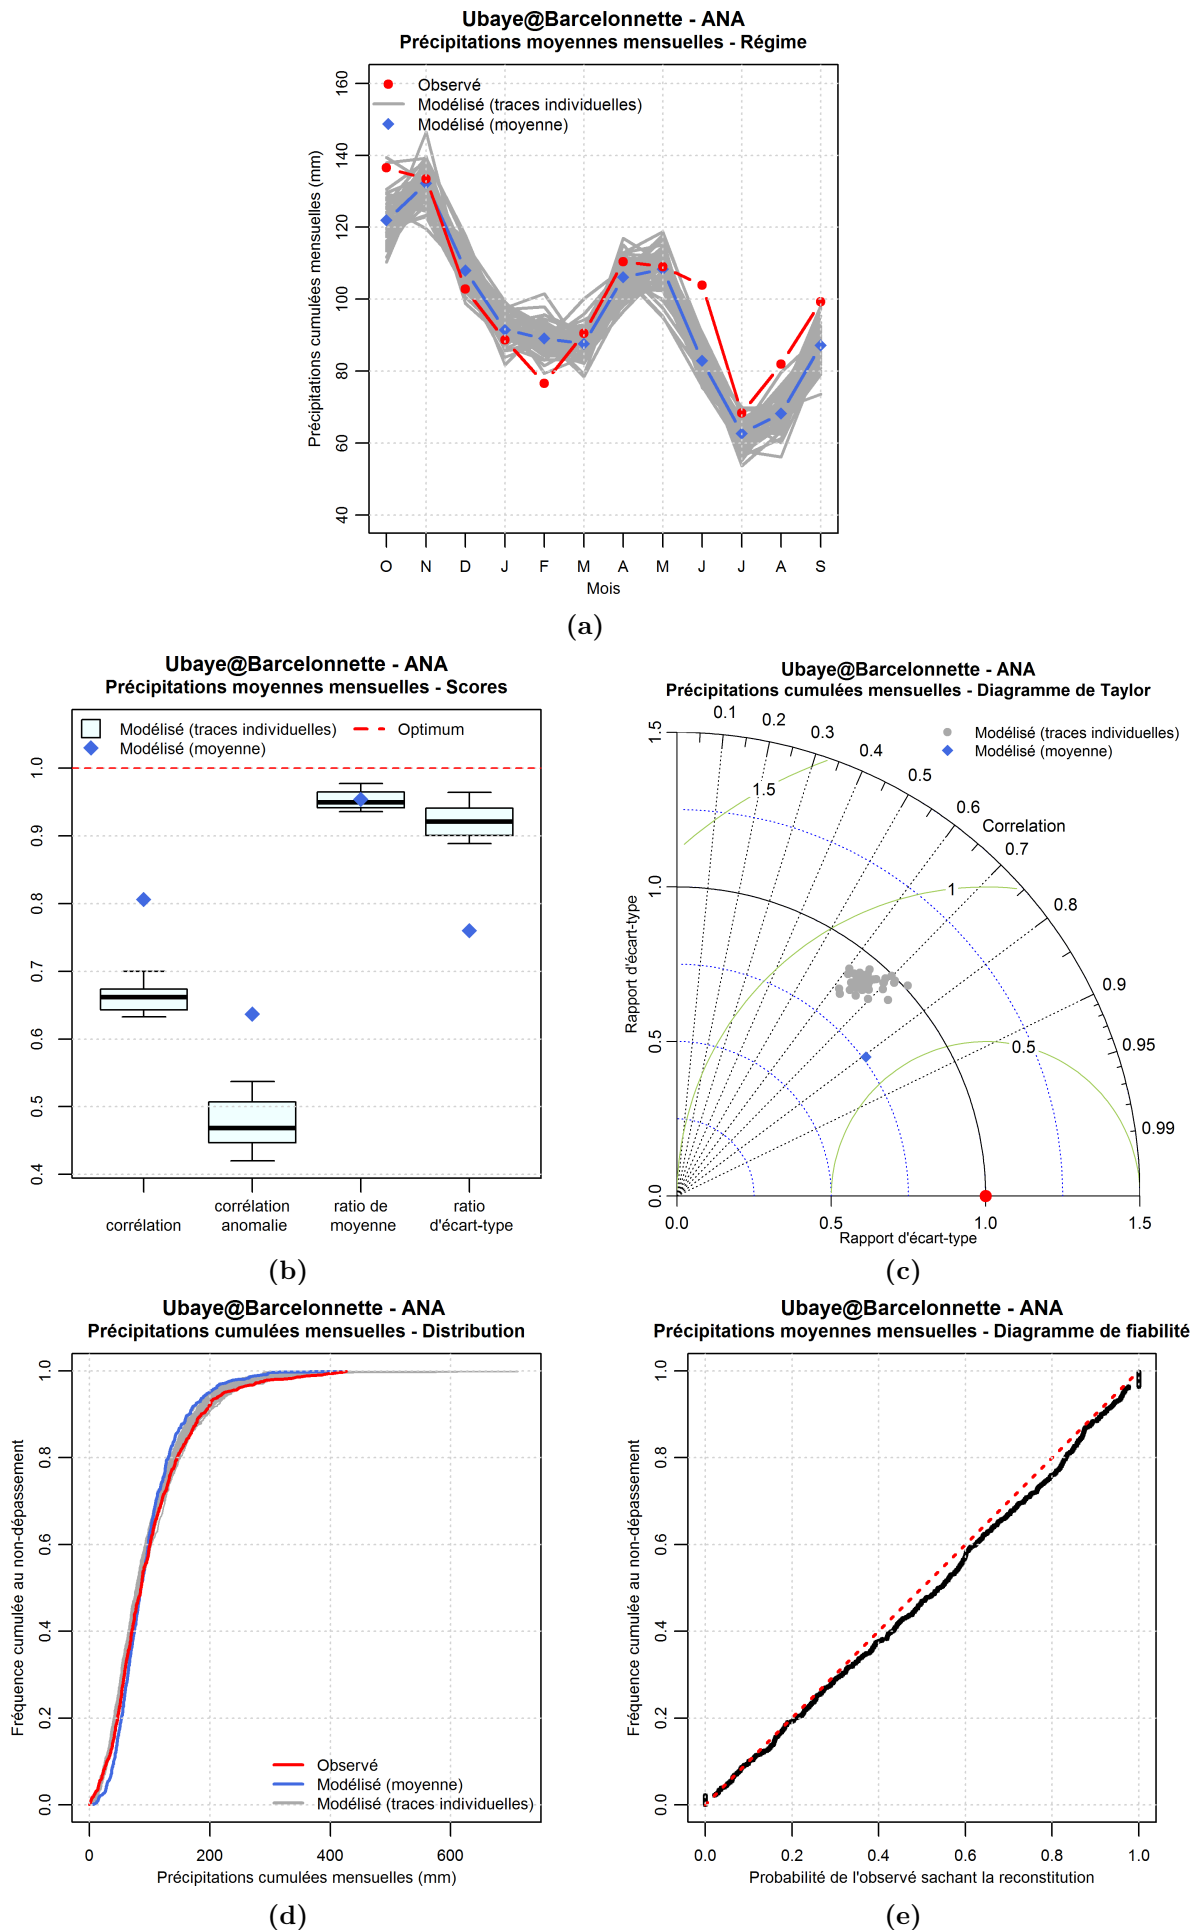 Ubaye@Barcelonnette - ANA
Précipitations moyennes mensuelles - Régime
Observé
Modélisé (traces individuelles)
Modélisé (moyenne)
Précipitations cumulées mensuelles (mm)
160
140
120
100
80
60
40
O N D J F M A M J J A S
Mois
(a)
Ubaye@Barcelonnette - ANA
Précipitations moyennes mensuelles - Scores
Modélisé (traces individuelles)
Optimum
Modélisé (moyenne)
1.0
0.9
0.8
0.7
0.6
0.5
0.4
corrélation
corrélation
anomalie
ratio de
moyenne
ratio
d'écart-type
(b)
Ubaye@Barcelonnette - ANA
Précipitations cumulées mensuelles - Diagramme de Taylor
Modélisé (traces individuelles)
Modélisé (moyenne)
0.1
0.2
0.3
0.4
0.5
0.6
Correlation
0.7
0.8
0.9
0.95
0.99
1.5
1
0.5
Rapport d'écart-type
1.5
1.0
0.5
0.0
0.0 0.5 1.0 1.5
Rapport d'écart-type
(c)
Ubaye@Barcelonnette - ANA
Précipitations cumulées mensuelles - Distribution
Fréquence cumulée au non-dépassement
1.0
0.8
0.6
0.4
0.2
0.0
Observé
Modélisé (moyenne)
Modélisé (traces individuelles)
0 200 400 600
Précipitations cumulées mensuelles (mm)
(d)
Ubaye@Barcelonnette - ANA
Précipitations moyennes mensuelles - Diagramme de fiabilité
Fréquence cumulée au non-dépassement
1.0
0.8
0.6
0.4
0.2
0.0
0.0 0.2 0.4 0.6 0.8 1.0
Probabilité de l'observé sachant la reconstitution
(e)